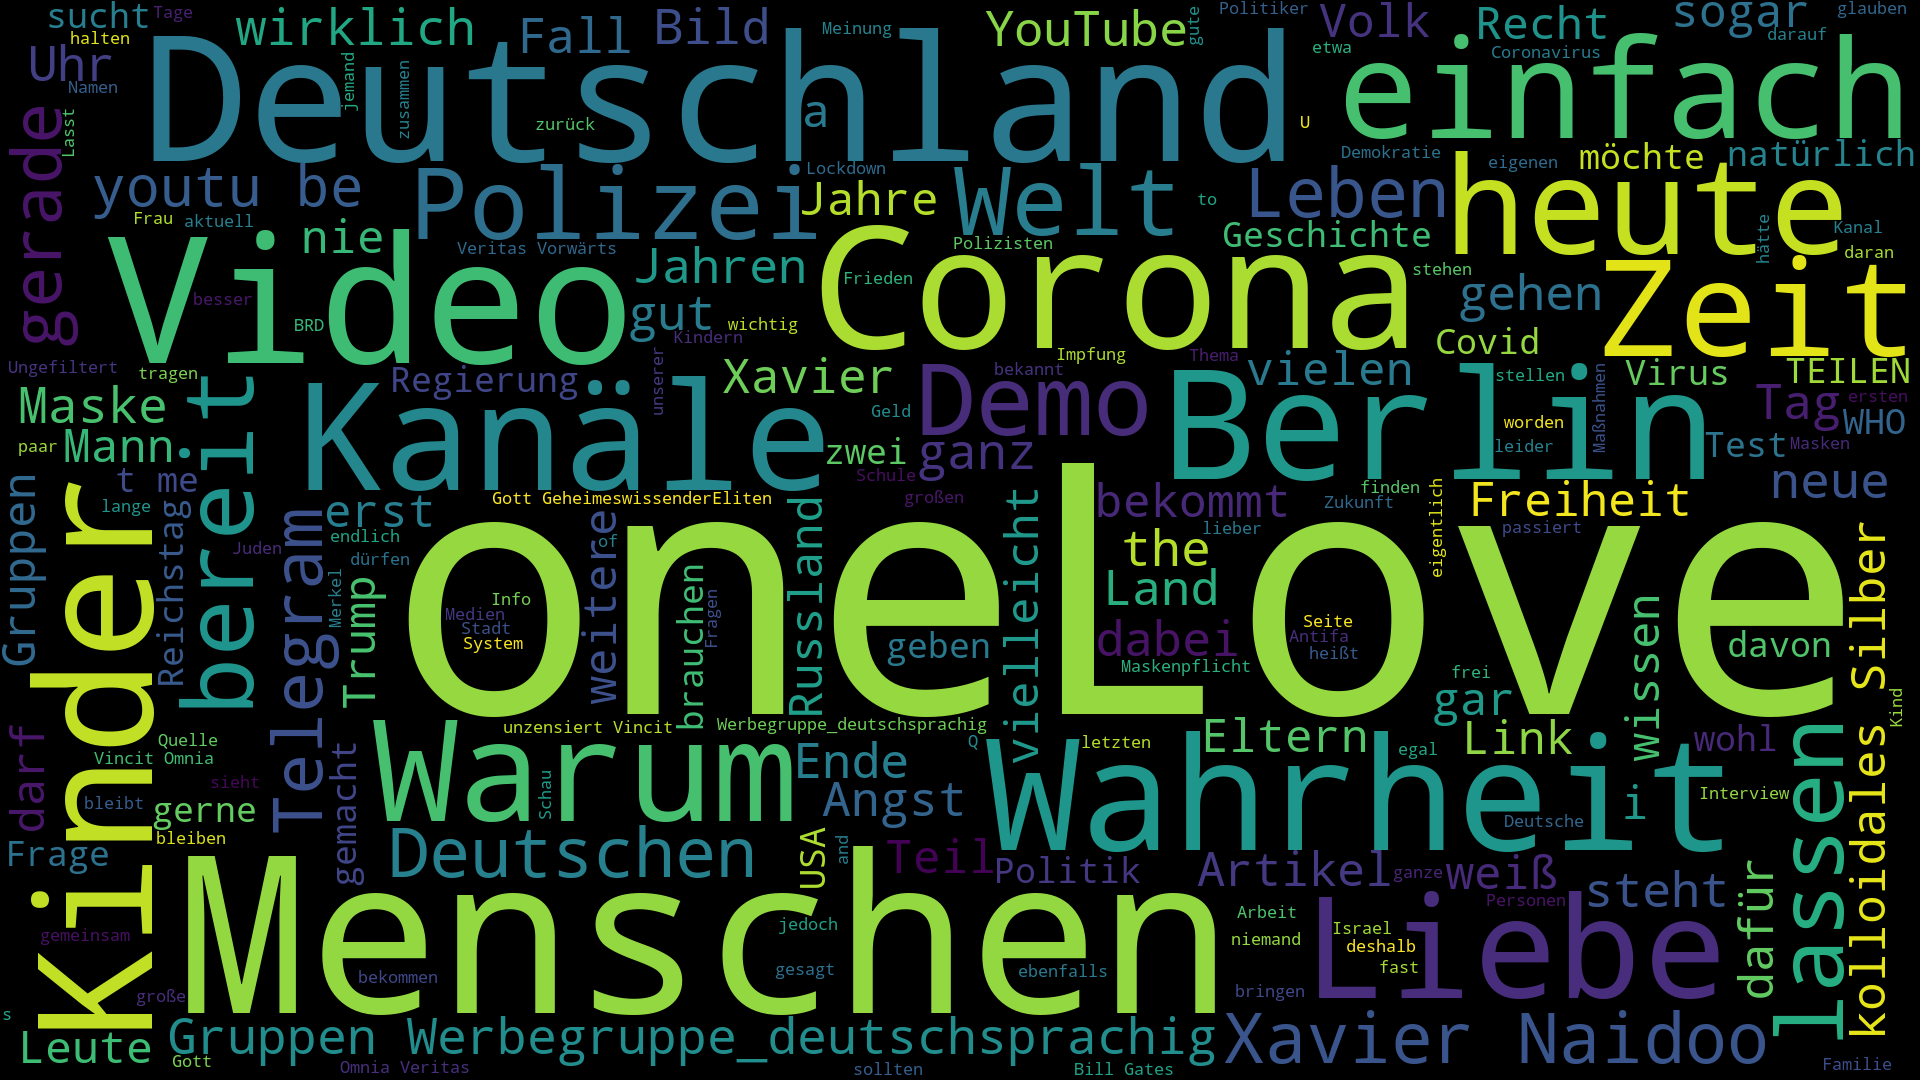 sucht
Tage
wirklich
Fall
Bild
Meinung
YouTube
gute
Politiker
Volk
Recht
sogar
glauben
halten
Uhr
Namen
Deutschland
jemand
zusammen
zurück
a
U
etwa
Coronavirus
darauf
einfach
gerade
Lasst
youtu be
Polizei
Lockdown
Jahre
Welt
to
Leben
Demokratie
eigenen
möchte
natürlich
heute
Frau
aktuell
nie
Veritas Vorwärts
Polizisten
Geschichte
hätte
Kanal
daran
Video
besser
BRD
Jahren
gut
wichtig
Kindern
Frieden
Corona
stehen
gehen
Zeit
Ungefiltert
tragen
Regierung
unserer
Xavier
Impfung
bekannt
Thema
vielen
Covid
stellen
Virus
TEILEN
Maske
Mann
paar
bereit
Kanäle
Geld
Demo
zwei
ganz
Berlin
worden
leider
Maßnahmen
Tag
ersten
WHO
Test
Masken
Gruppen
t me
lange
Reichstag
Juden
erst
endlich
dürfen
Gott GeheimeswissenderEliten
Schule
großen
bekommt
finden
Zukunft
eigentlich
Freiheit
passiert
neue
Kinder
Telegram
Merkel
Trump
oneLove
Info
Medien
Stadt
System
of
Weitere
brauchen
Fragen
Russland
geben
vielleicht
the
Land
lieber
dabei
Maskenpflicht
Seite
Antifa
heißt
frei
gar
wissen
davon
kolloidales Silber
Kind
darf
Quelle
Vincit Omnia
sieht
bleibt
gerne
bleiben
gemacht
unzensiert Vincit
Werbegruppe_deutschsprachig
Q
Warum
Schau
Ende
Angst
Wahrheit
letzten
Eltern
egal
Link
wohl
Interview
i
Deutsche
lassen
Frage
Deutschen
USA
and
Teil
Politik
Artikel
ganze
weiß
Personen
steht
dafür
gemeinsam
große
Menschen
bekommen
jedoch
gesagt
ebenfalls
Arbeit
niemand
bringen
Israel
deshalb
fast
Liebe
s
Leute
Gott
Gruppen Werbegruppe_deutschsprachig
Omnia Veritas
sollten
Bill Gates
Xavier Naidoo
Familie